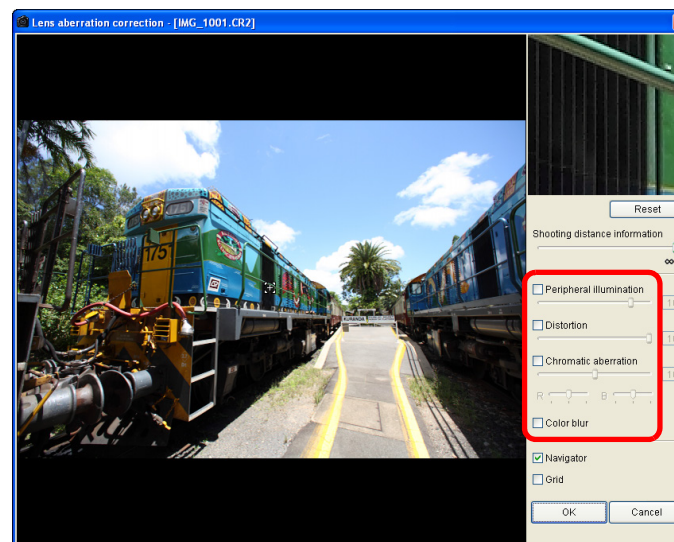 Lens aberration correction - [IMG_1001.CR2]
175
KURANDA
Reset
Shooting distance information
∞
Peripheral illumination
Distortion
Chromatic aberration
R
B
Color blur
Navigator
Grid
OK
Cancel